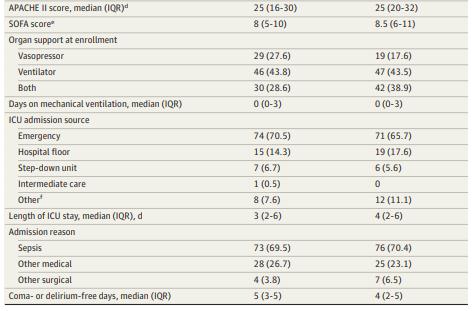 APACHE II score, median (IQR)d 25 (16-30) 25 (20-32)
SOFA scoree 8 (5-10) 8.5 (6-11)
Organ support at enrollment
Vasopressor 29 (27.6) 19 (17.6)
Ventilator 46 (43.8) 47 (43.5)
Both 30 (28.6) 42 (38.9)
Days on mechanical ventilation, median (IQR) 0 (0-3) 0 (0-3)
ICU admission source
Emergency 74 (70.5) 71 (65.7)
Hospital floor 15 (14.3) 19 (17.6)
Step-down unit 7 (6.7) 6 (5.6)
Intermediate care 1 (0.5) 0
Otherf 8 (7.6) 12 (11.1)
Length of ICU stay, median (IQR), d 3 (2-6) 4 (2-6)
Admission reason
Sepsis 73 (69.5) 76 (70.4)
Other medical 28 (26.7) 25 (23.1)
Other surgical 4 (3.8) 7 (6.5)
Coma- or delirium-free days, median (IQR) 5 (3-5) 4 (2-5)